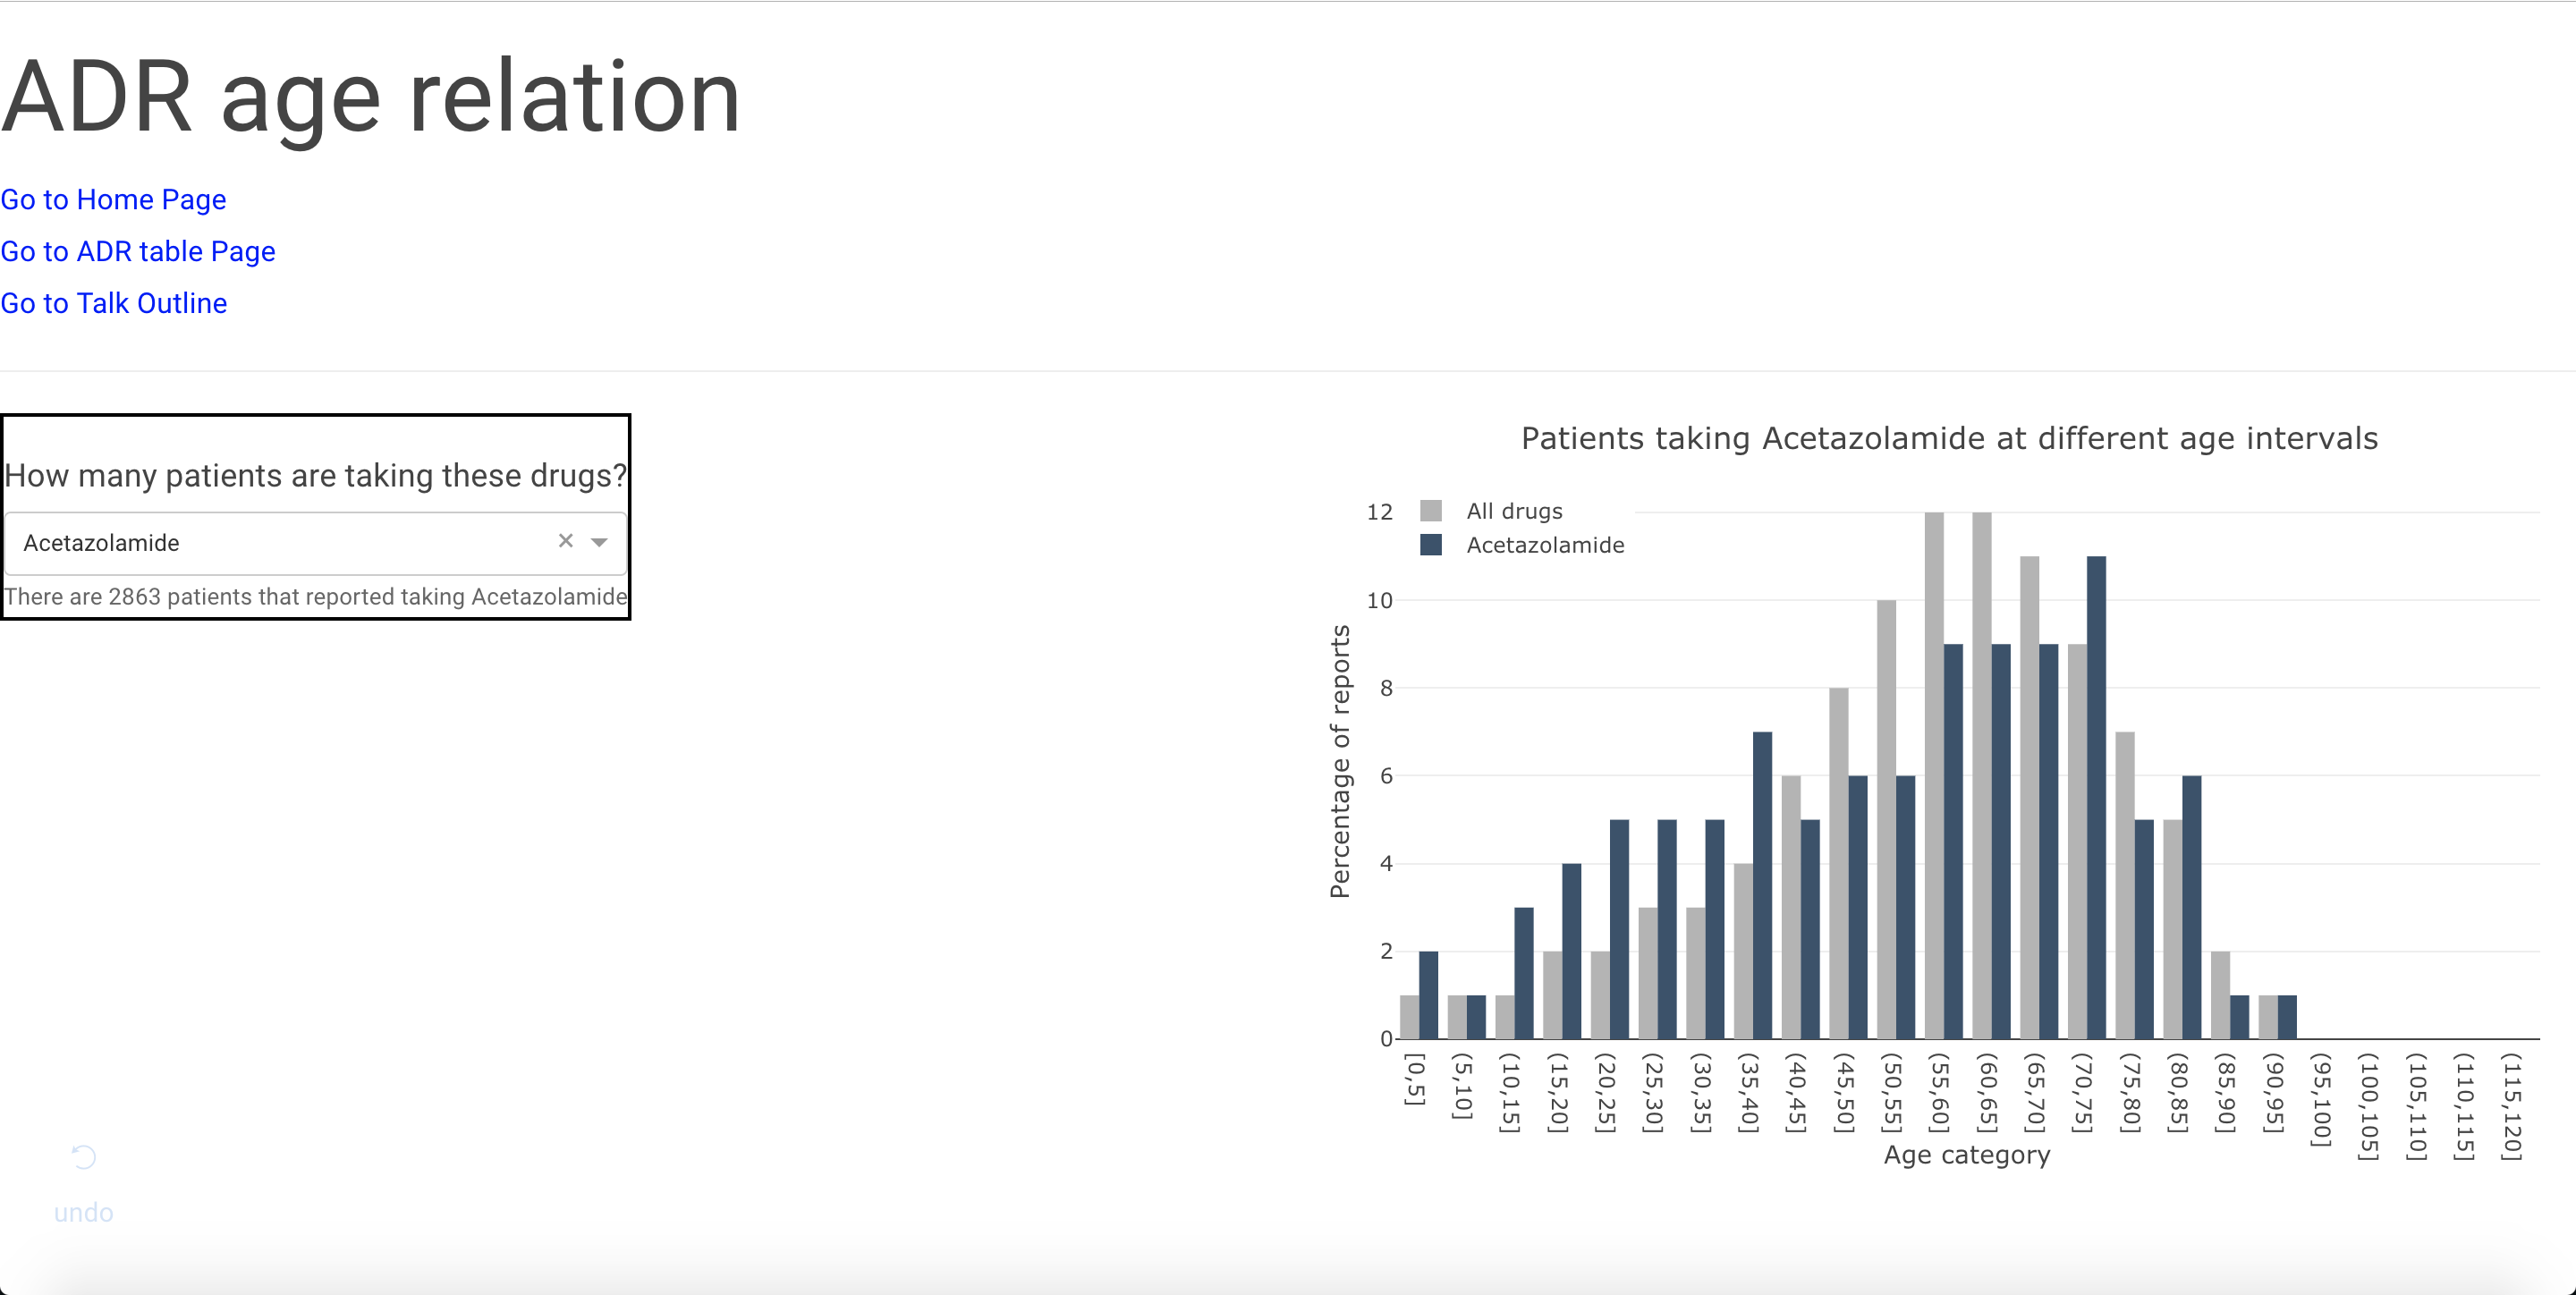 ADR age relation
Go to Home Page
Go to ADR table Page
Go to Talk Outline
How many patients are taking these drugs?
Acetazolamide
There are 2863 patients that reported taking Acetazolamide
undo
Patients taking Acetazolamide at different age intervals
All drugs
Acetazolamide
Percentage of reports
12
10
8
6
4
2
0
[0,5]
(5,10]
(10,15]
(15,20]
(20,25]
(25,30]
(30,35]
(35,40]
(40,45]
(45,50]
(50,55]
(55,60]
(60,65]
(65,70]
(70,75]
(75,80]
(80,85]
(85,90]
(90,95]
(95,100]
(100,105]
(105,110]
(110,115]
(115,120]
Age category